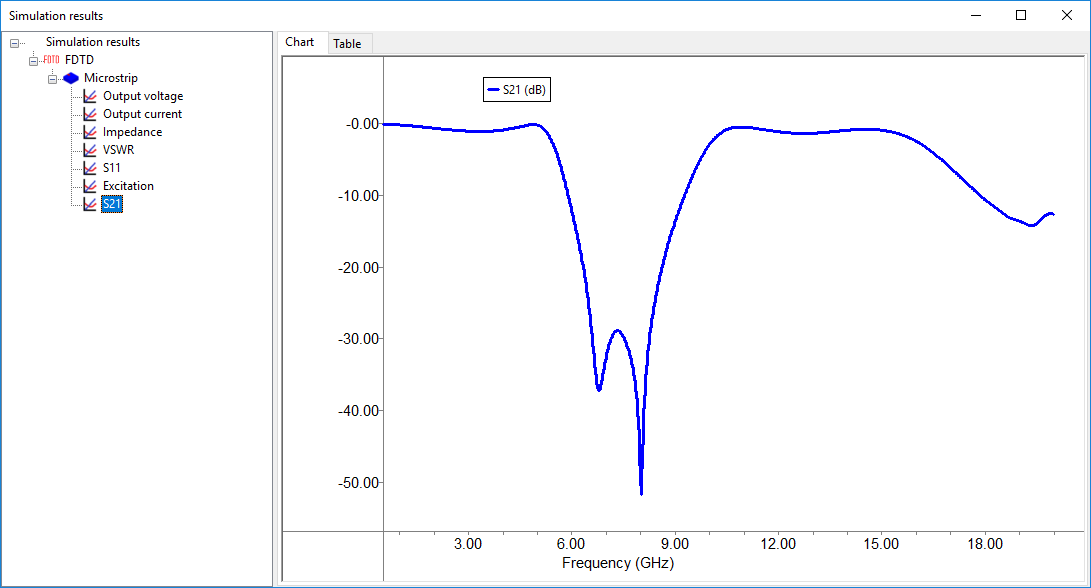 Simulation results
Simulation results
FDTD FDTD
Microstrip
Output voltage
Output current
Impedance
VSWR
S11
Excitation
S21
Chart
Table
S21 (dB)
-0.00
-10.00
-20.00
-30.00
-40.00
-50.00
3.00 6.00 9.00 12.00 15.00 18.00
Frequency (GHz)